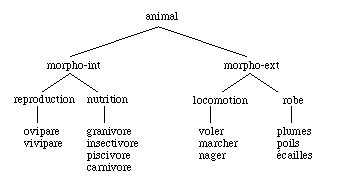 animal
morpho-int morpho-ext
reproduction nutrition locomotion robe
ovipare granivore voler plumes
vivipare insectivore marcher poils
piscivore nager écailles
carnivore